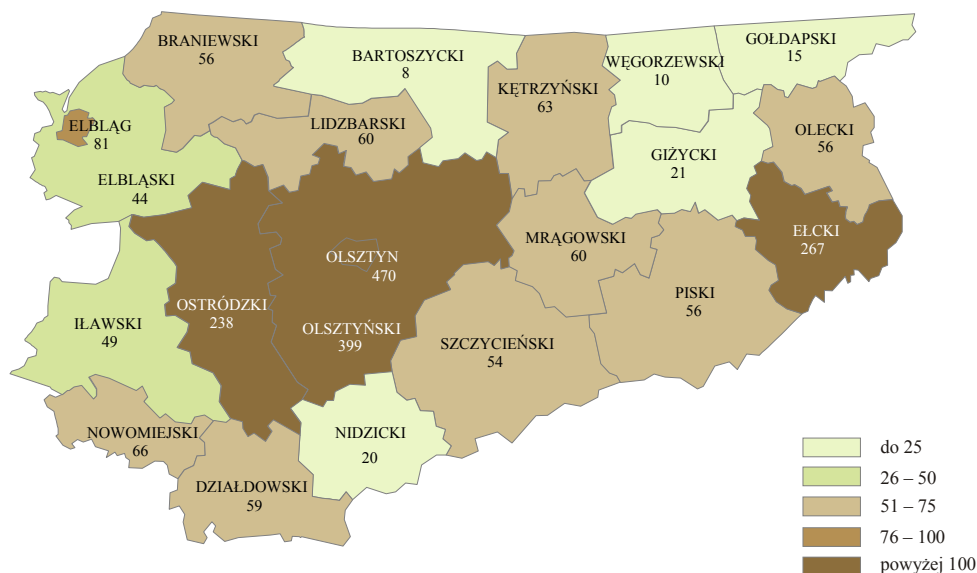 BRANIEWSKI
56
BARTOSZYCKI
8
GOŁDAPSKI
15
WĘGORZEWSKI
10
KĘTRZYŃSKI
63
ELBLĄG
81
LIDZBARSKI
60
OLECKI
56
GIŻYCKI
21
ELBLĄSKI
44
EŁCKI
267
MRĄGOWSKI
60
OLSZTYN
470
PISKI
56
OSTRÓDZKI
238
OLSZTYŃSKI
399
IŁAWSKI
49
SZCZYCIEŃSKI
54
NOWOMIEJSKI
66
NIDZICKI
20
DZIAŁDOWSKI
59
do 25
26 – 50
51 – 75
76 – 100
powyżej 100